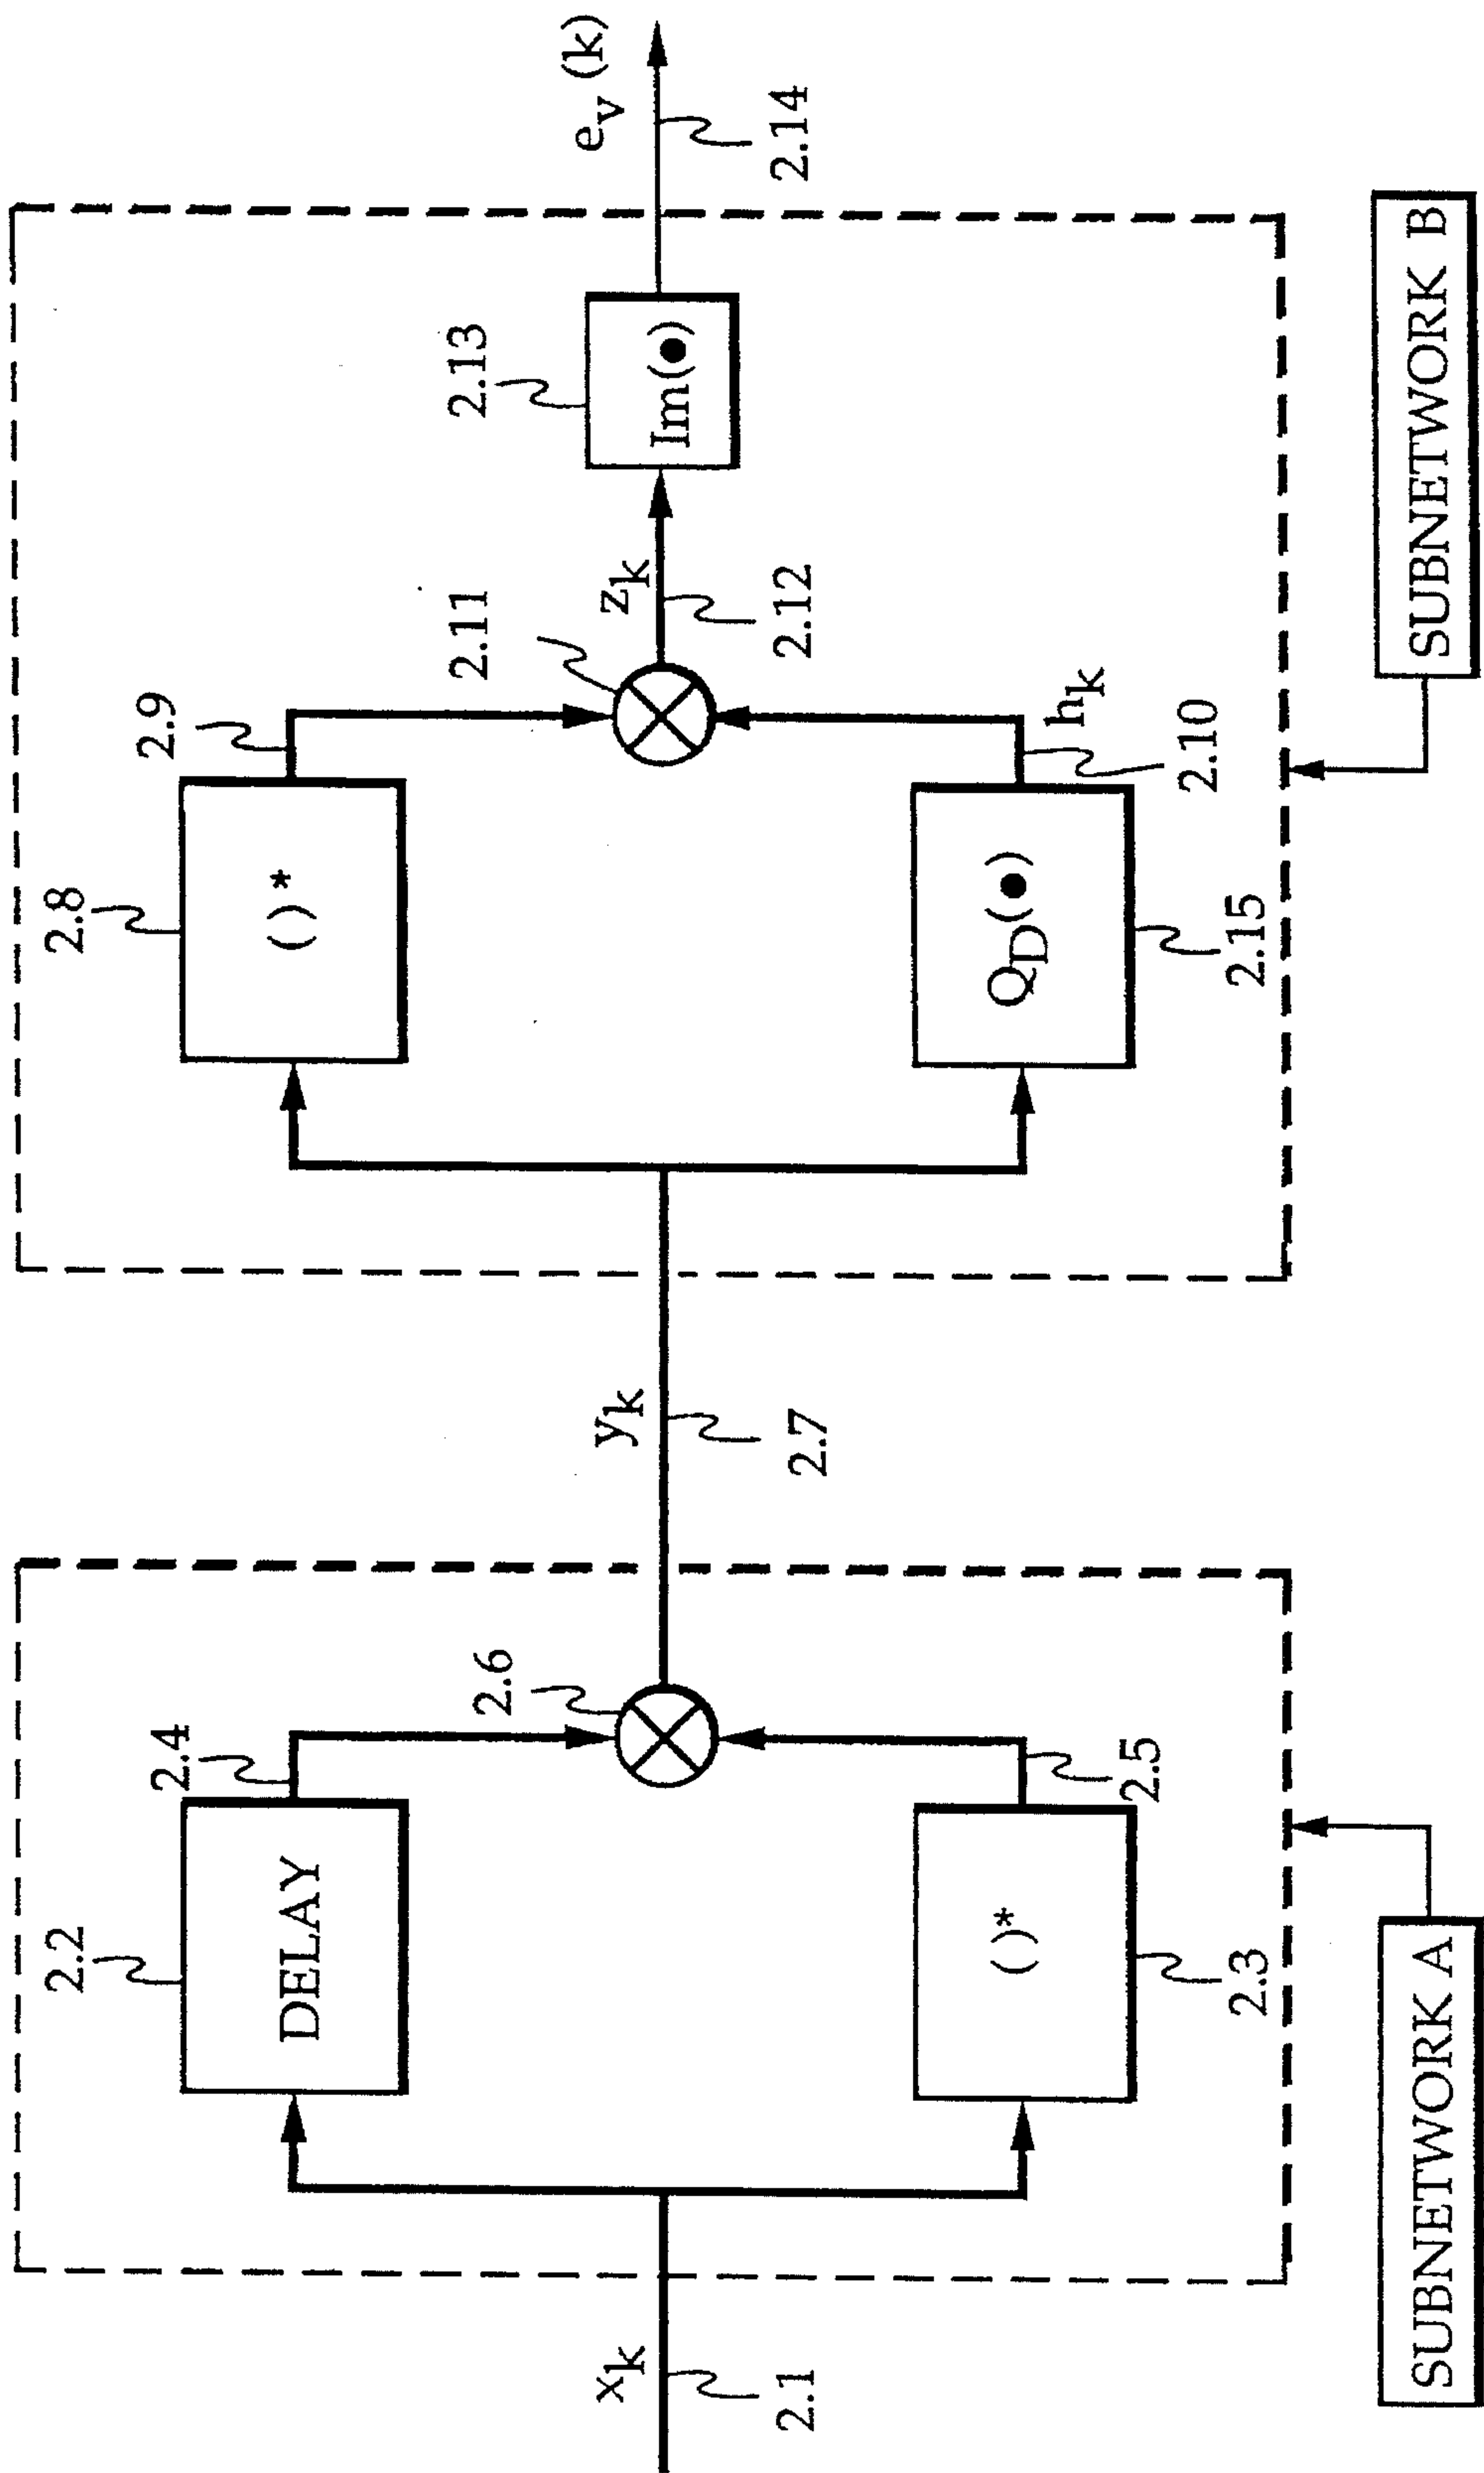 x_k
2.1
2.2
DELAY
2.4
2.3
( )*
2.5
2.6
SUBNETWORK A
y_k
2.7
2.8
( )*
2.9
2.15
Q_D(●)
h_k
2.10
2.11
z_k
2.12
2.13
Im(●)
e_v (k)
2.14
SUBNETWORK B